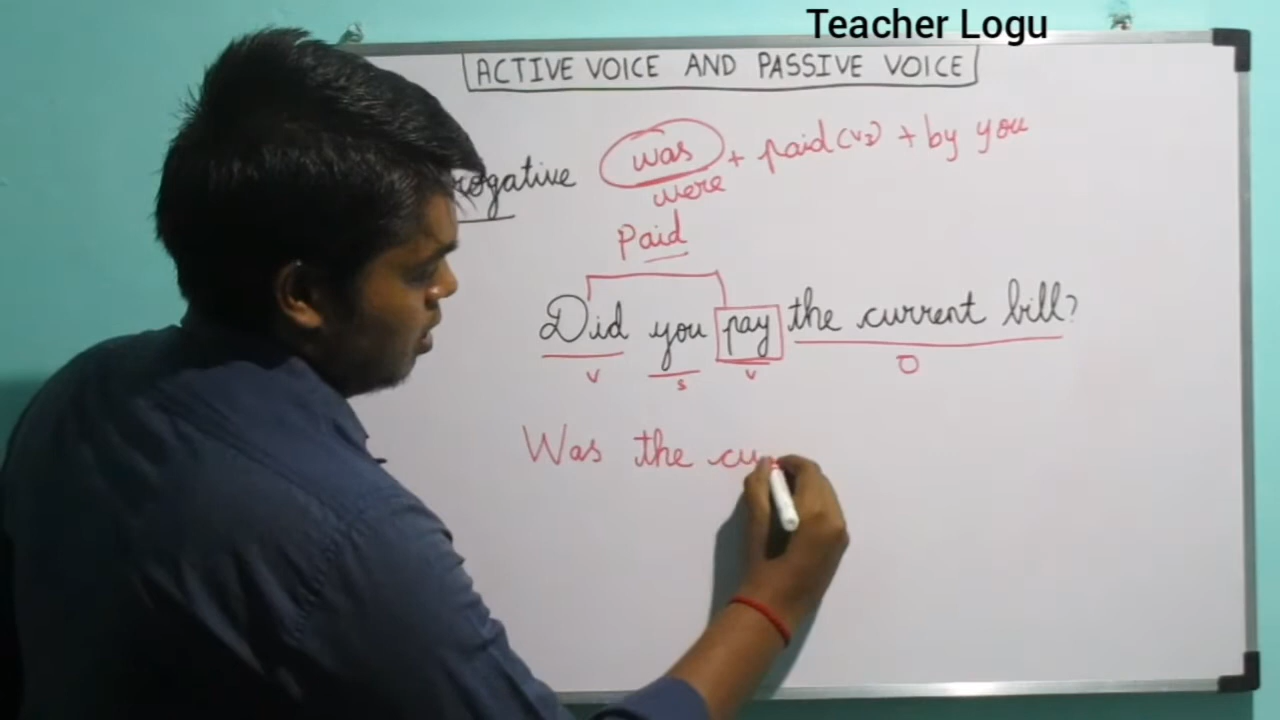 Teacher Logu
ACTIVE VOICE AND PASSIVE VOICE
rogative was + paid (v3) + by you
were
Paid
Did you pay the current bill?
v s v O
Was the cu